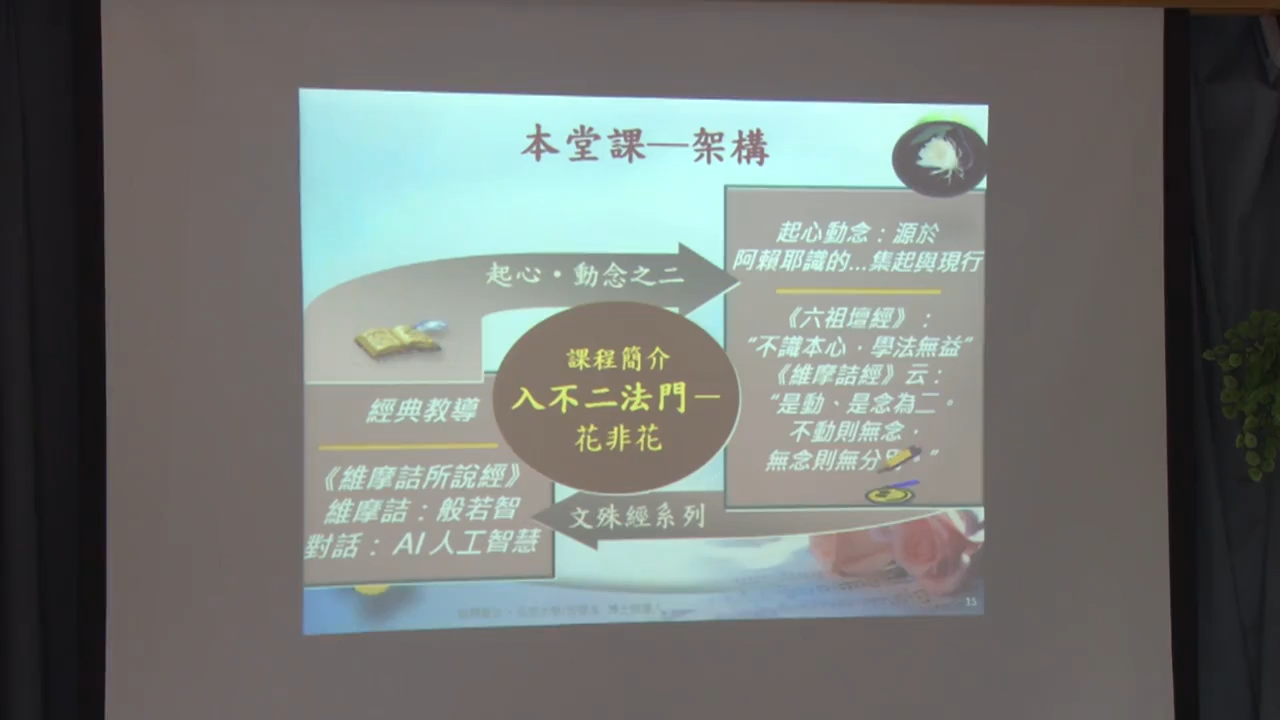 本堂課—架構
起心・動念之二
起心動念：源於
阿賴耶識的...集起與現行
《六祖壇經》：
“不識本心，學法無益”
《維摩詰經》云：
“是動、是念為二。
不動則無念，
無念則無分
課程簡介
入不二法門－
花非花
經典教導
《維摩詰所說經》
維摩詰：般若智
對話： AI 人工智慧
文殊經系列
15